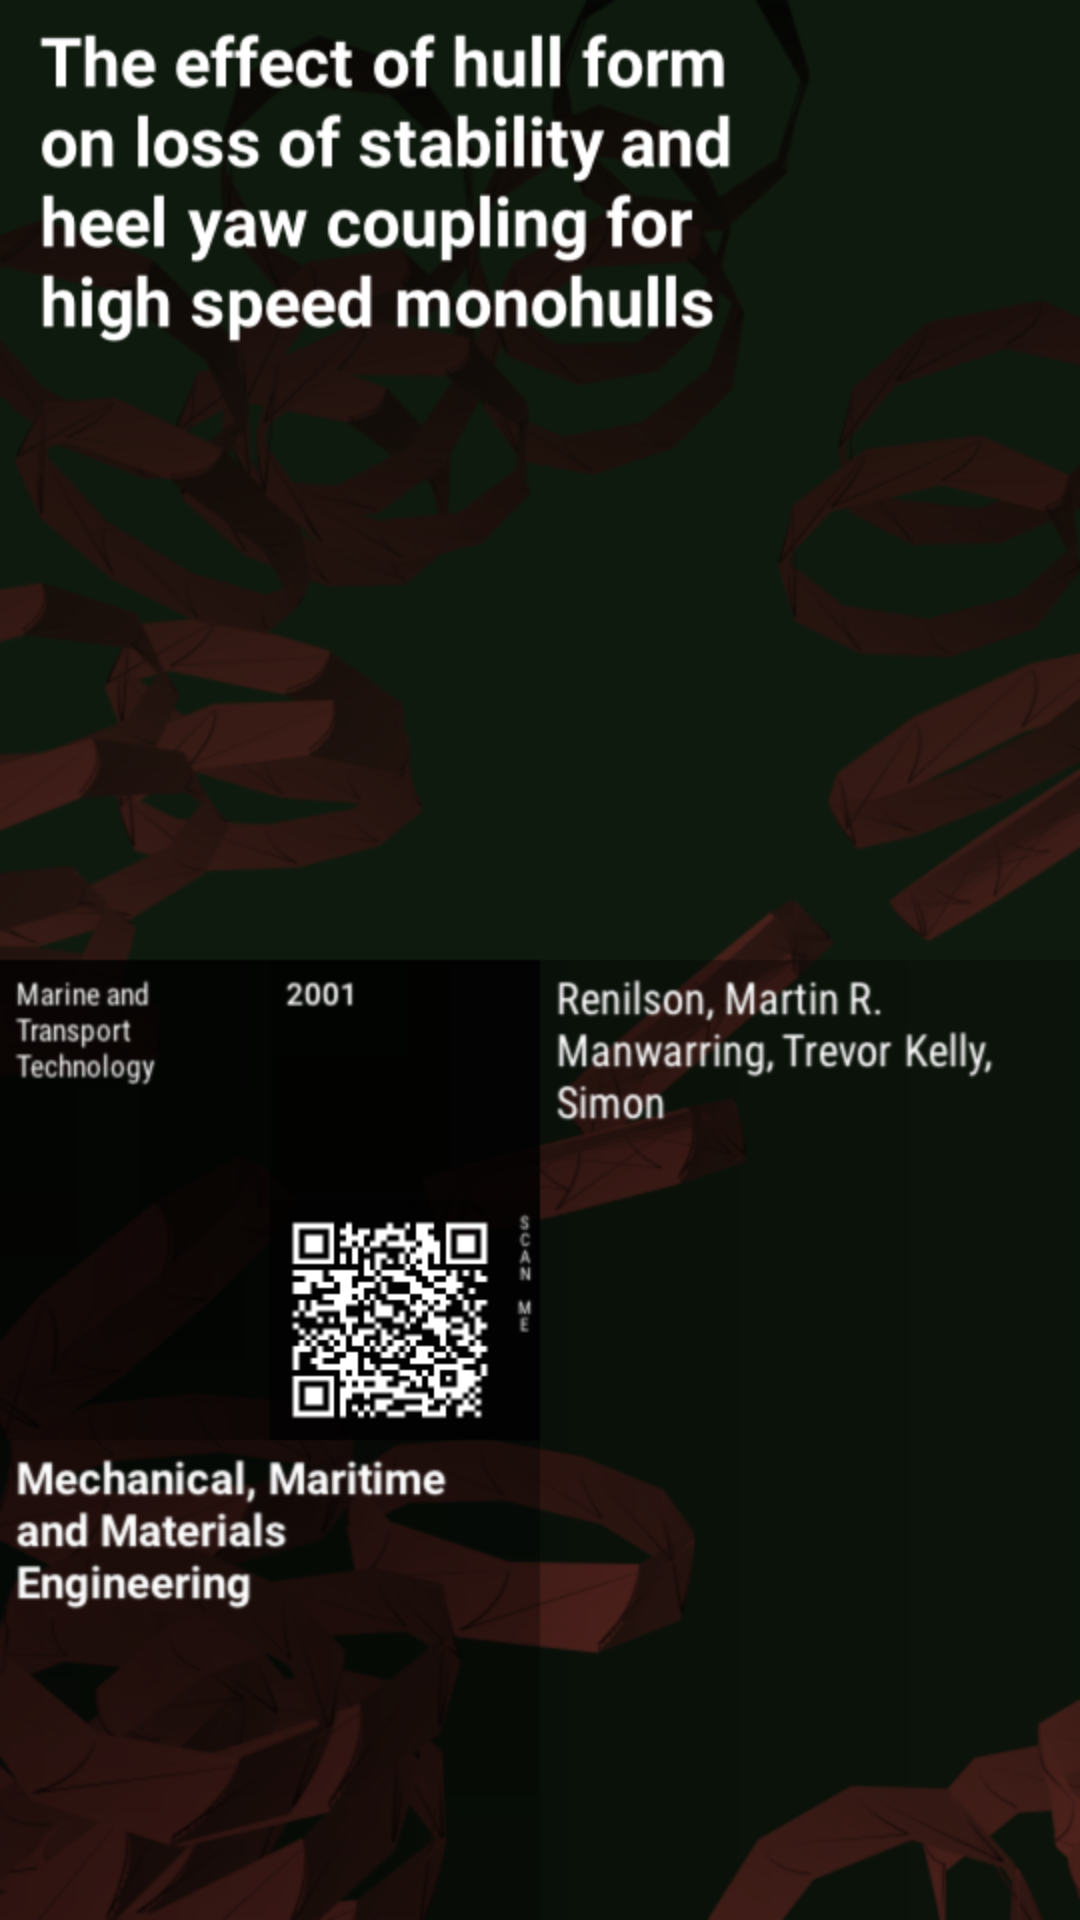 The effect of hull form
on loss of stability and
heel yaw coupling for
high speed monohulls
Marine and
Transport
Technology
2001
Renilson, Martin R.
Manwarring, Trevor Kelly,
Simon
SCAN ME
Mechanical, Maritime
and Materials
Engineering